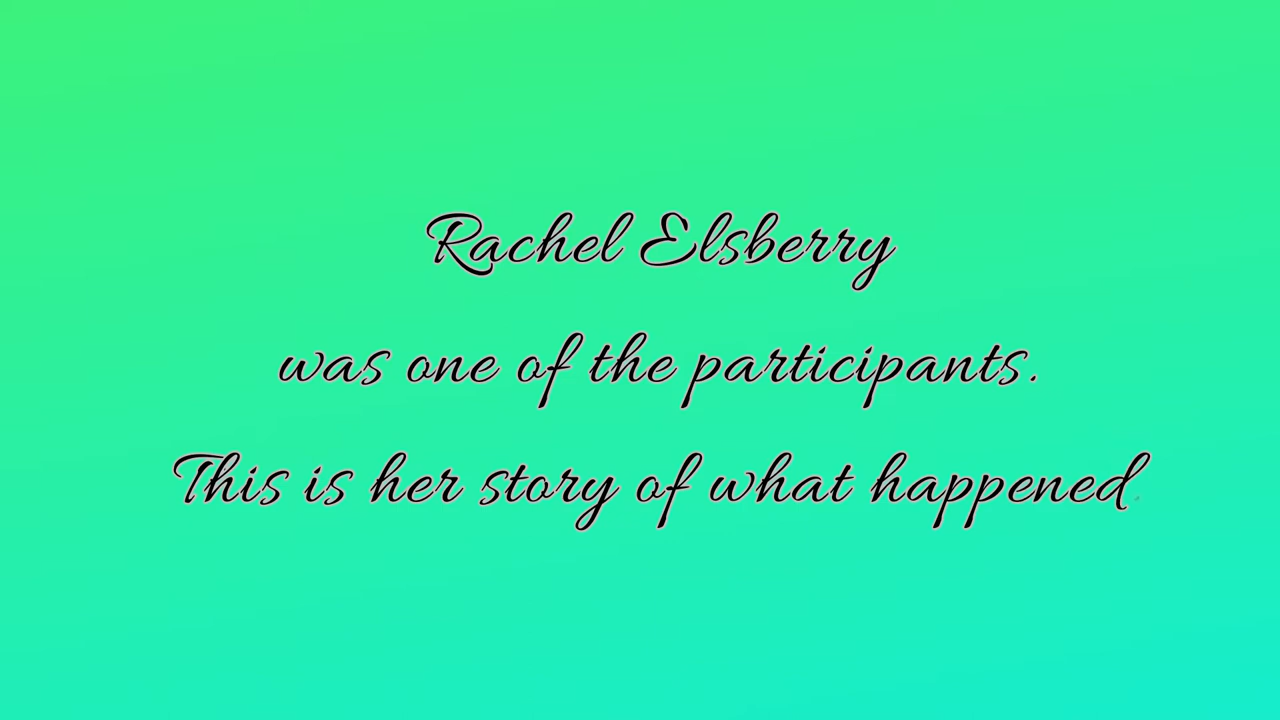 Rachel Elsberry
was one of the participants.
This is her story of what happened.